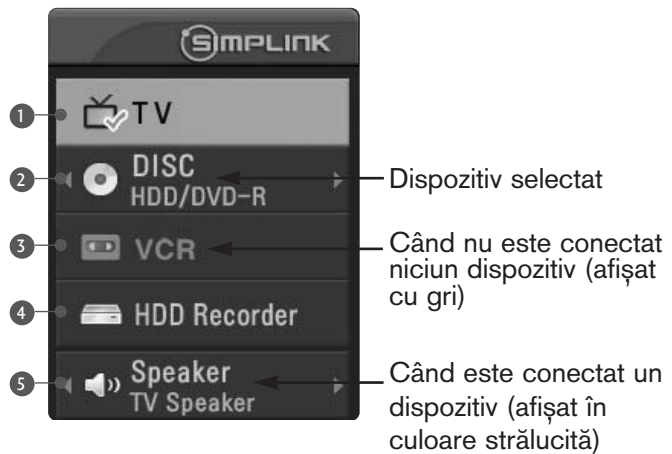 SIMPLINK
1 TV
2 DISC
HDD/DVD-R
Dispozitiv selectat
3 VCR
Când nu este conectat
niciun dispozitiv (afișat
cu gri)
4 HDD Recorder
5 Speaker
TV Speaker
Când este conectat un
dispozitiv (afișat în
culoare strălucită)